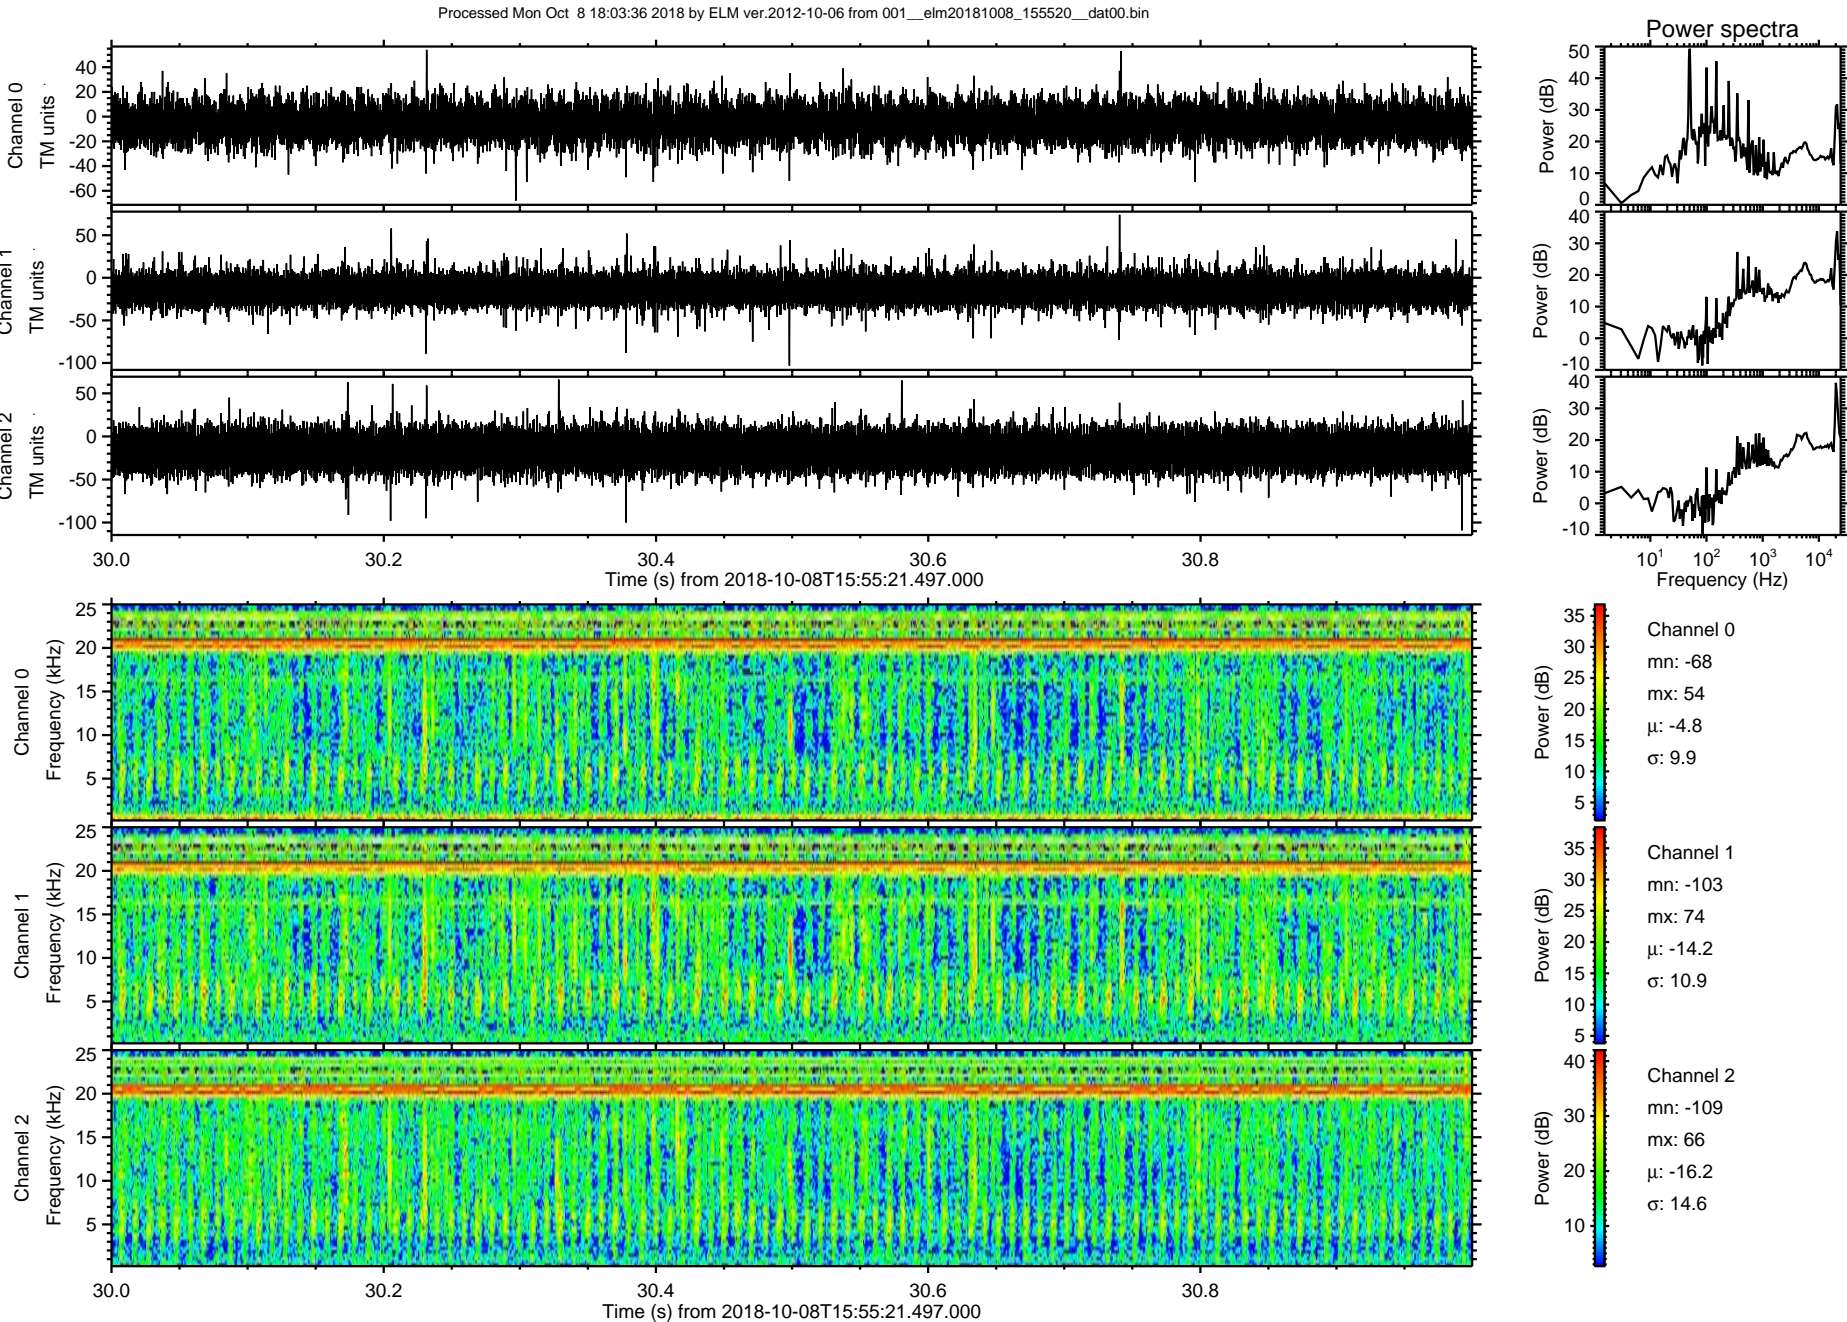 Processed Mon Oct  8 18:03:36 2018 by ELM ver.2012-10-06 from 001__elm20181008_155520__dat00.bin
Power spectra
Channel 0
TM units
40
20
0
-20
-40
-60
Power (dB)
50
40
30
20
10
0
Channel 1
TM units
50
0
-50
-100
Power (dB)
40
30
20
10
0
-10
Channel 2
TM units
50
0
-50
-100
Power (dB)
40
30
20
10
0
-10
30.0 30.2 30.4 30.6 30.8
Time (s) from 2018-10-08T15:55:21.497.000
10^1 10^2 10^3 10^4
Frequency (Hz)
Channel 0
Frequency (kHz)
25
20
15
10
5
Power (dB)
35
30
25
20
15
10
5
Channel 0
mn: -68
mx: 54
μ: -4.8
σ: 9.9
Channel 1
Frequency (kHz)
25
20
15
10
5
Power (dB)
35
30
25
20
15
10
5
Channel 1
mn: -103
mx: 74
μ: -14.2
σ: 10.9
Channel 2
Frequency (kHz)
25
20
15
10
5
Power (dB)
40
30
20
10
Channel 2
mn: -109
mx: 66
μ: -16.2
σ: 14.6
30.0 30.2 30.4 30.6 30.8
Time (s) from 2018-10-08T15:55:21.497.000